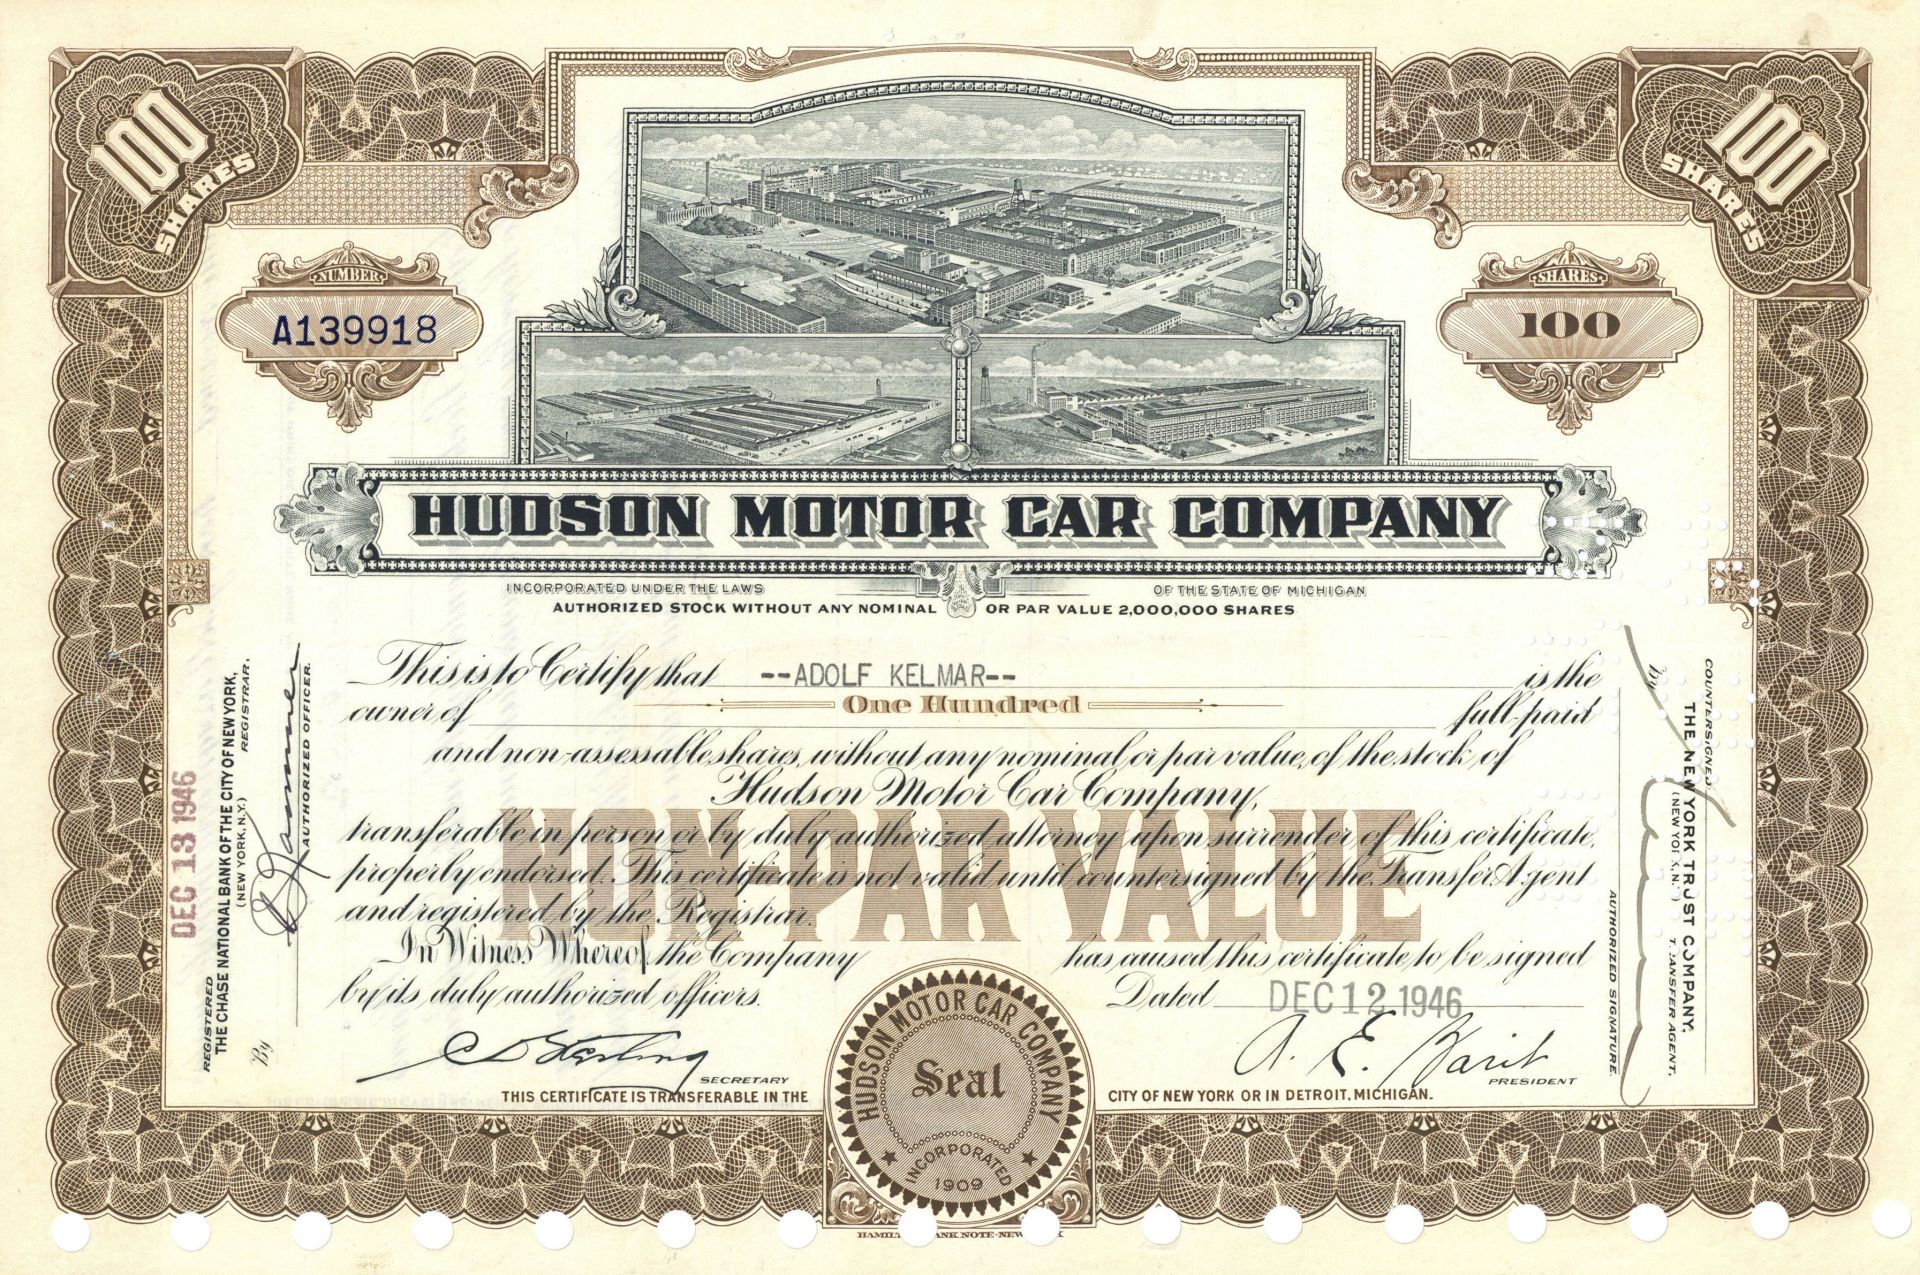 100 SHARES
100 SHARES
NUMBER
A139918
SHARES
100
HUDSON MOTOR CAR COMPANY
INCORPORATED UNDER THE LAWS OF THE STATE OF MICHIGAN
AUTHORIZED STOCK WITHOUT ANY NOMINAL OR PAR VALUE 2,000,000 SHARES
This is to Certify that --ADOLF KELMAR-- is the
owner of One Hundred full-paid
and non-assessable shares, without any nominal or par value, of the stock of
Hudson Motor Car Company,
transferable in person or by duly authorized attorney upon surrender of this certificate,
properly endorsed. This certificate is not valid until countersigned by the Transfer Agent
and registered by the Registrar.
NON-PAR VALUE
In Witness Whereof, the Company has caused this certificate to be signed
by its duly authorized officers. Dated DEC 12 1946
SECRETARY
A. E. Barit
PRESIDENT
THIS CERTIFICATE IS TRANSFERABLE IN THE CITY OF NEW YORK OR IN DETROIT, MICHIGAN.
HUDSON MOTOR CAR COMPANY
Seal
INCORPORATED
1909
DEC 13 1946
REGISTERED
THE CHASE NATIONAL BANK OF THE CITY OF NEW YORK,
(NEW YORK, N.Y.) REGISTRAR.
By
AUTHORIZED OFFICER.
COUNTERSIGNED
THE NEW YORK TRUST COMPANY,
(NEW YORK, N.Y.) TRANSFER AGENT,
By
AUTHORIZED SIGNATURE.